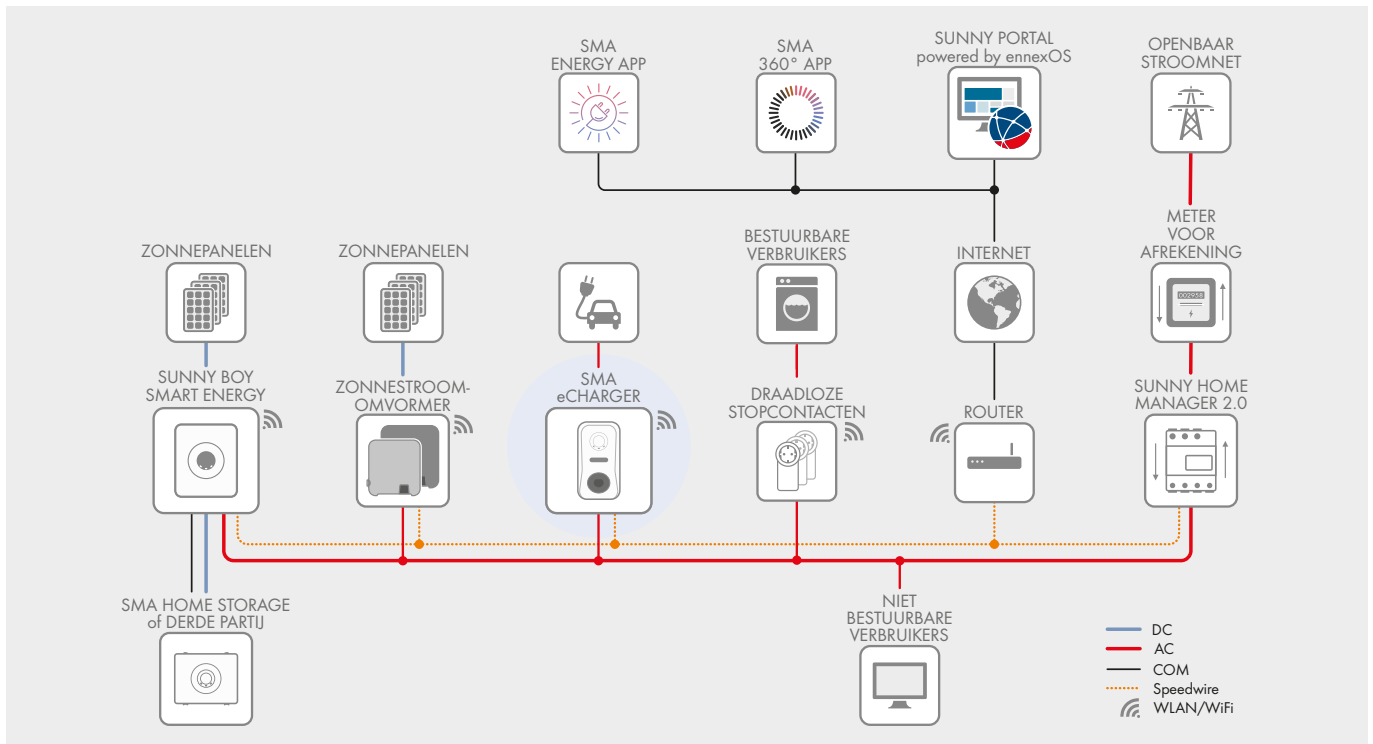 SMA
ENERGY APP
SMA
360° APP
SUNNY PORTAL
powered by ennexOS
OPENBAAR
STROOMNET
ZONNEPANELEN
ZONNEPANELEN
BESTUURBARE
VERBRUIKERS
INTERNET
METER
VOOR
AFREKENING
SUNNY BOY
SMART ENERGY
ZONNESTROOM-
OMVORMER
SMA
eCHARGER
DRAADLOZE
STOPCONTACTEN
ROUTER
SUNNY HOME
MANAGER 2.0
SMA HOME STORAGE
of DERDE PARTIJ
NIET
BESTUURBARE
VERBRUIKERS
DC
AC
COM
Speedwire
WLAN/WiFi